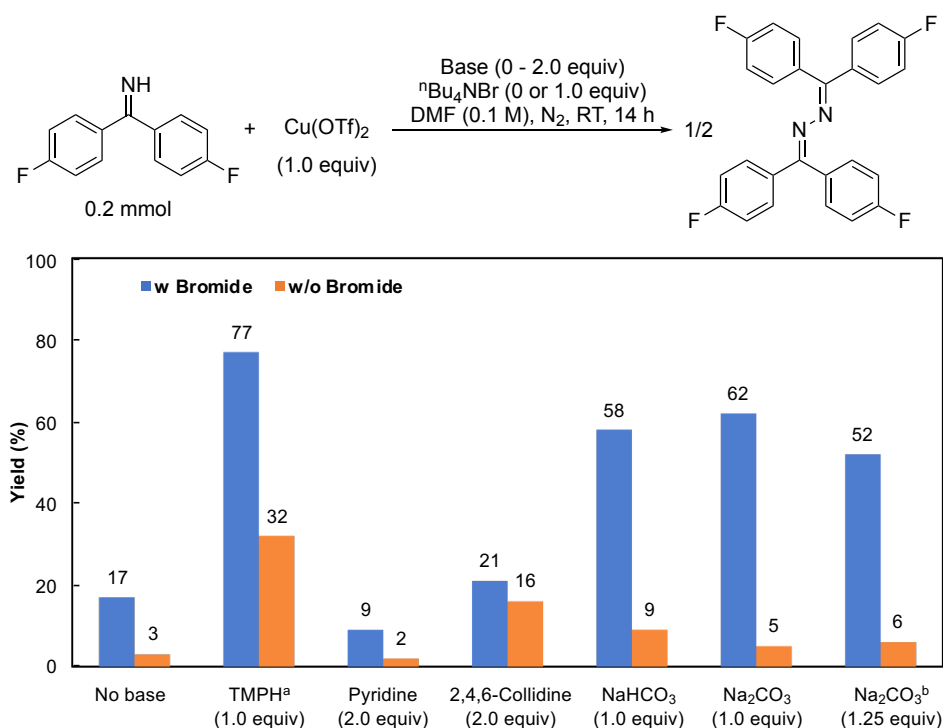 Base (0 - 2.0 equiv)
ⁿBu₄NBr (0 or 1.0 equiv)
DMF (0.1 M), N₂, RT, 14 h
NH
F
F
0.2 mmol
+
Cu(OTf)₂
(1.0 equiv)
1/2
F
F
N
N
F
F
Yield (%)
100
80
60
40
20
0
w Bromide
w/o Bromide
17
3
77
32
9
2
21
16
58
9
62
5
52
6
No base
TMPHᵃ
(1.0 equiv)
Pyridine
(2.0 equiv)
2,4,6-Collidine
(2.0 equiv)
NaHCO₃
(1.0 equiv)
Na₂CO₃
(1.0 equiv)
Na₂CO₃ᵇ
(1.25 equiv)